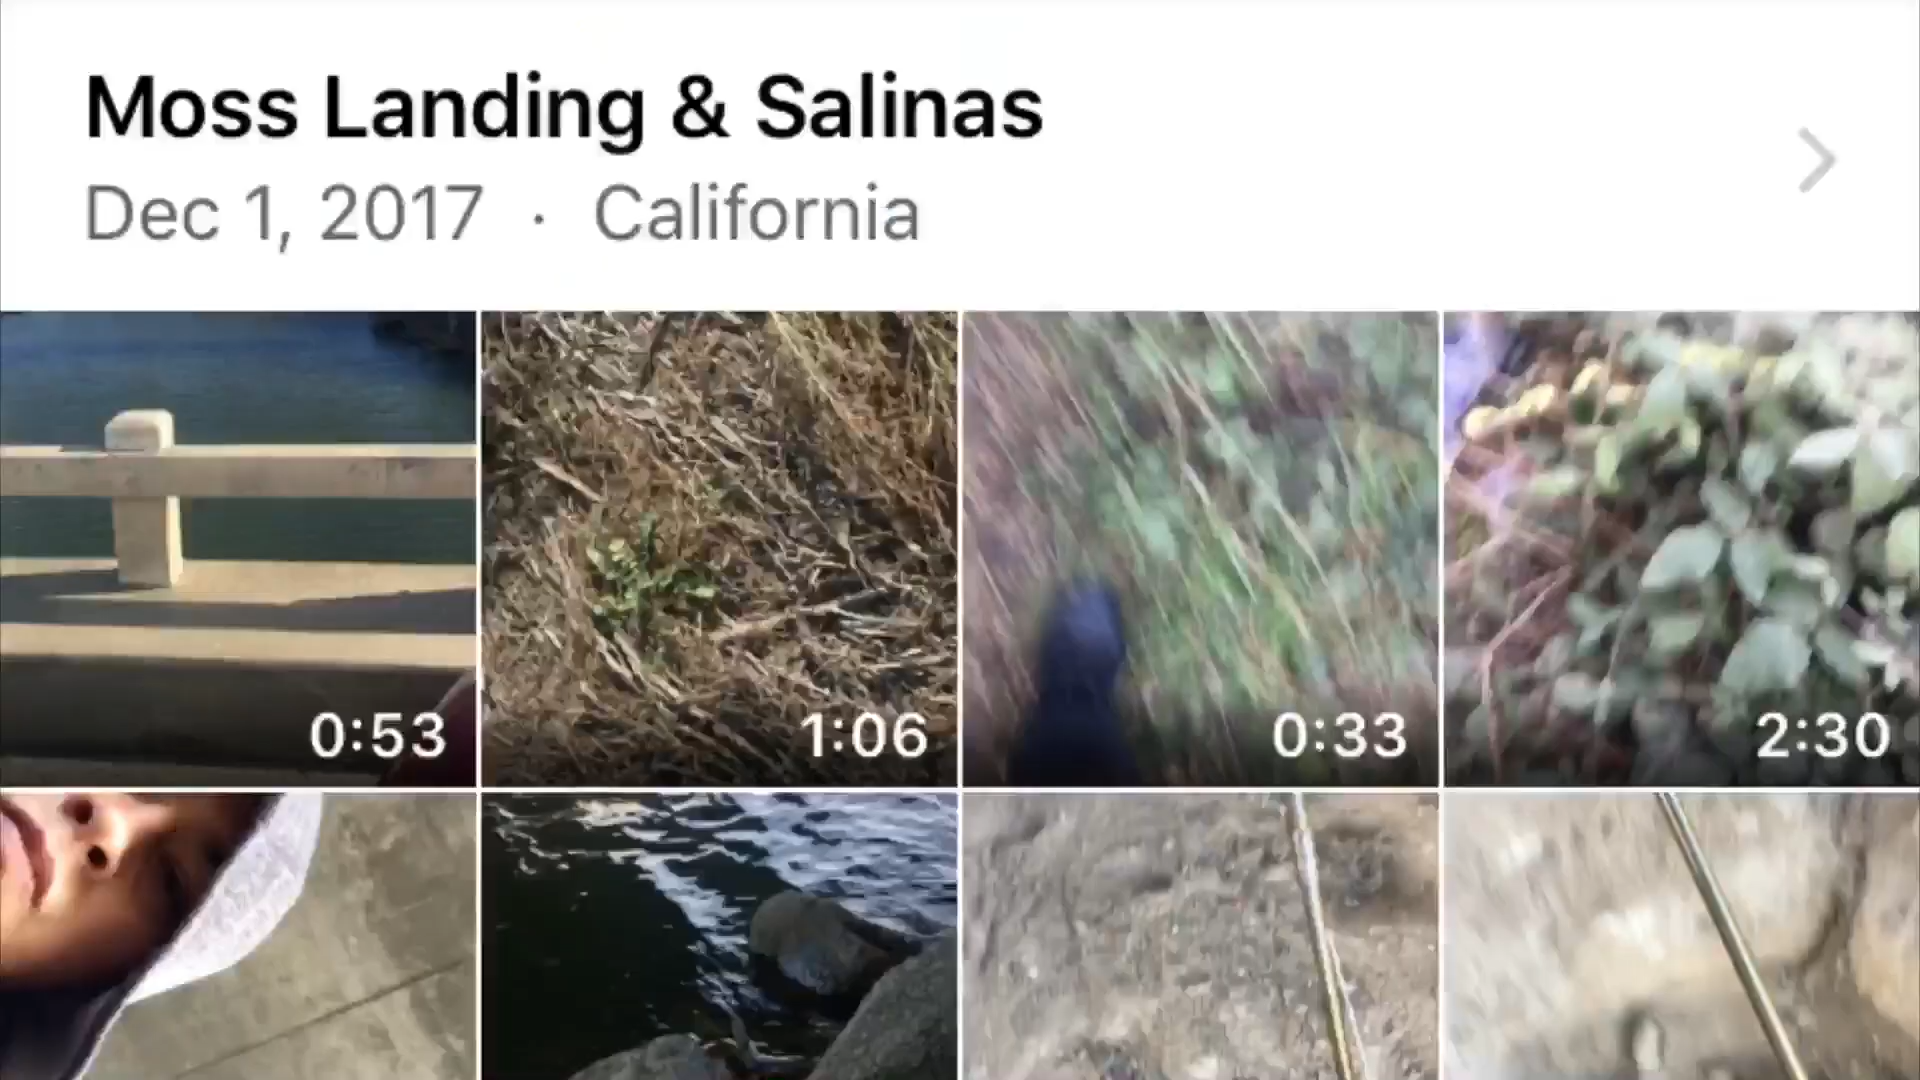 Moss Landing & Salinas
Dec 1, 2017 · California
0:53
1:06
0:33
2:30